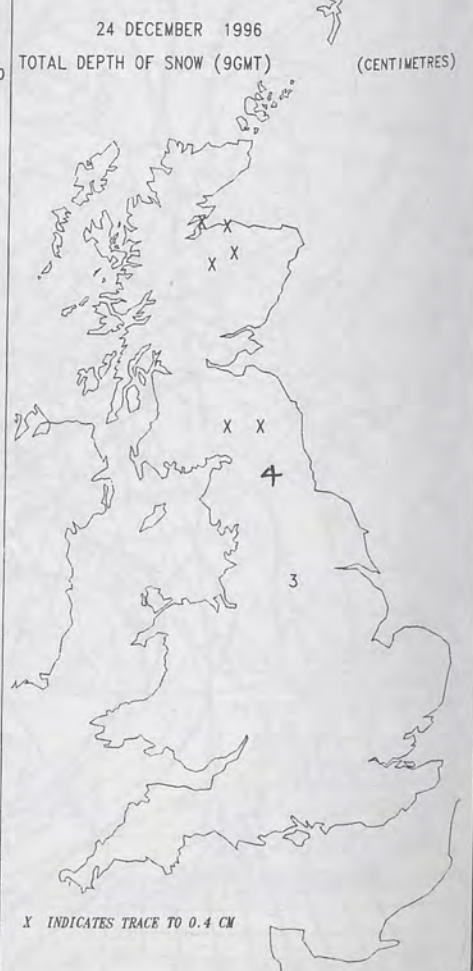 24 DECEMBER 1996
TOTAL DEPTH OF SNOW (9GMT) (CENTIMETRES)
X X
X X
X X
4
3
X INDICATES TRACE TO 0.4 CM